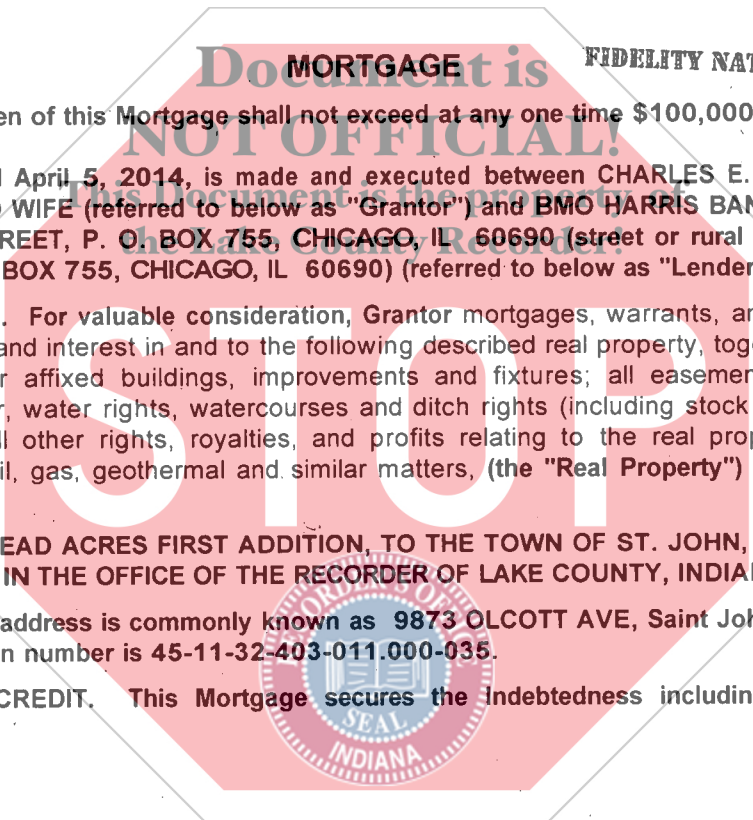 Document is
MORTGAGE
FIDELITY NAT
NOT OFFICIAL!
en of this Mortgage shall not exceed at any one time $100,000
April 5, 2014, is made and executed between CHARLES E.
This Document is the property of
WIFE (referred to below as "Grantor") and BMO HARRIS BAN
the Lake County Recorder!
REET, P. O. BOX 755, CHICAGO, IL 60690 (street or rural
BOX 755, CHICAGO, IL 60690) (referred to below as "Lender
. For valuable consideration, Grantor mortgages, warrants, an
and interest in and to the following described real property, toge
r affixed buildings, improvements and fixtures; all easemen
, water rights, watercourses and ditch rights (including stock
ll other rights, royalties, and profits relating to the real prop
il, gas, geothermal and similar matters, (the "Real Property")
STOP
EAD ACRES FIRST ADDITION, TO THE TOWN OF ST. JOHN,
IN THE OFFICE OF THE RECORDER OF LAKE COUNTY, INDIA
address is commonly known as 9873 OLCOTT AVE, Saint Joh
n number is 45-11-32-403-011.000-035.
CREDIT. This Mortgage secures the Indebtedness includin
RECORDER'S OFFICE
SEAL
INDIANA